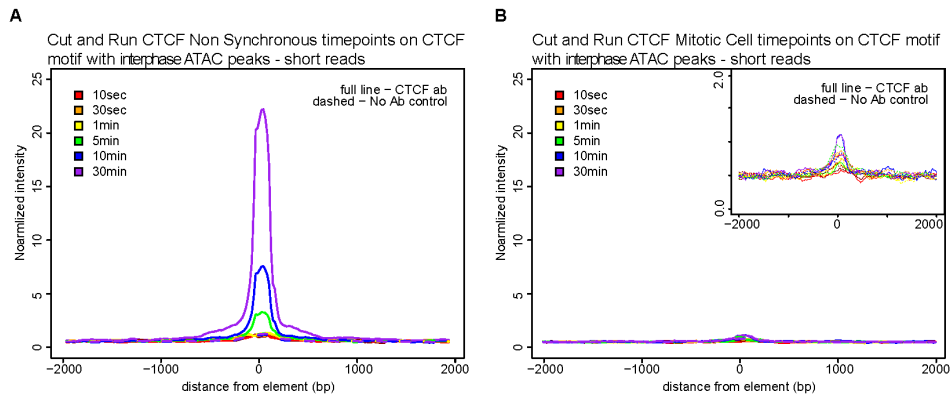 A
Cut and Run CTCF Non Synchronous timepoints on CTCF
motif with interphase ATAC peaks - short reads
25
20
15
10
5
0
Noarmlized intensity
10sec
30sec
1min
5min
10min
30min
full line – CTCF ab
dashed – No Ab control
−2000
−1000
0
1000
2000
distance from element (bp)
B
Cut and Run CTCF Mitotic Cell timepoints on CTCF motif
with interphase ATAC peaks - short reads
25
20
15
10
5
0
Noarmlized intensity
10sec
30sec
1min
5min
10min
30min
2.0
1.0
0.0
full line – CTCF ab
dashed – No Ab control
−2000
0
2000
−2000
−1000
0
1000
2000
distance from element (bp)